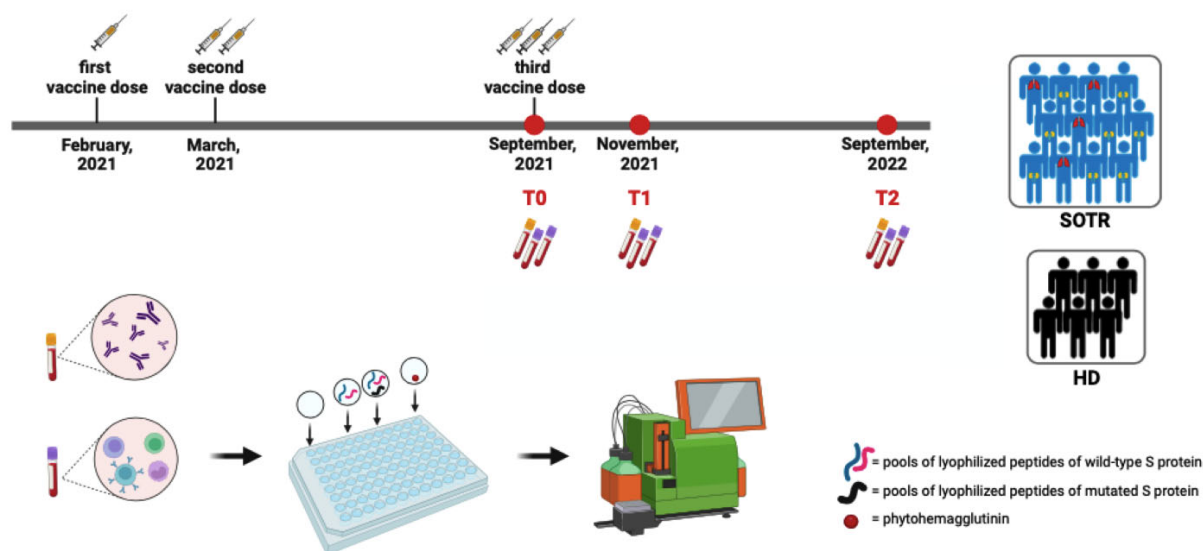 first
vaccine dose
second
vaccine dose
third
vaccine dose
February,
2021
March,
2021
September,
2021
November,
2021
September,
2022
T0
T1
T2
SOTR
HD
= pools of lyophilized peptides of wild-type S protein
= pools of lyophilized peptides of mutated S protein
= phytohemagglutinin